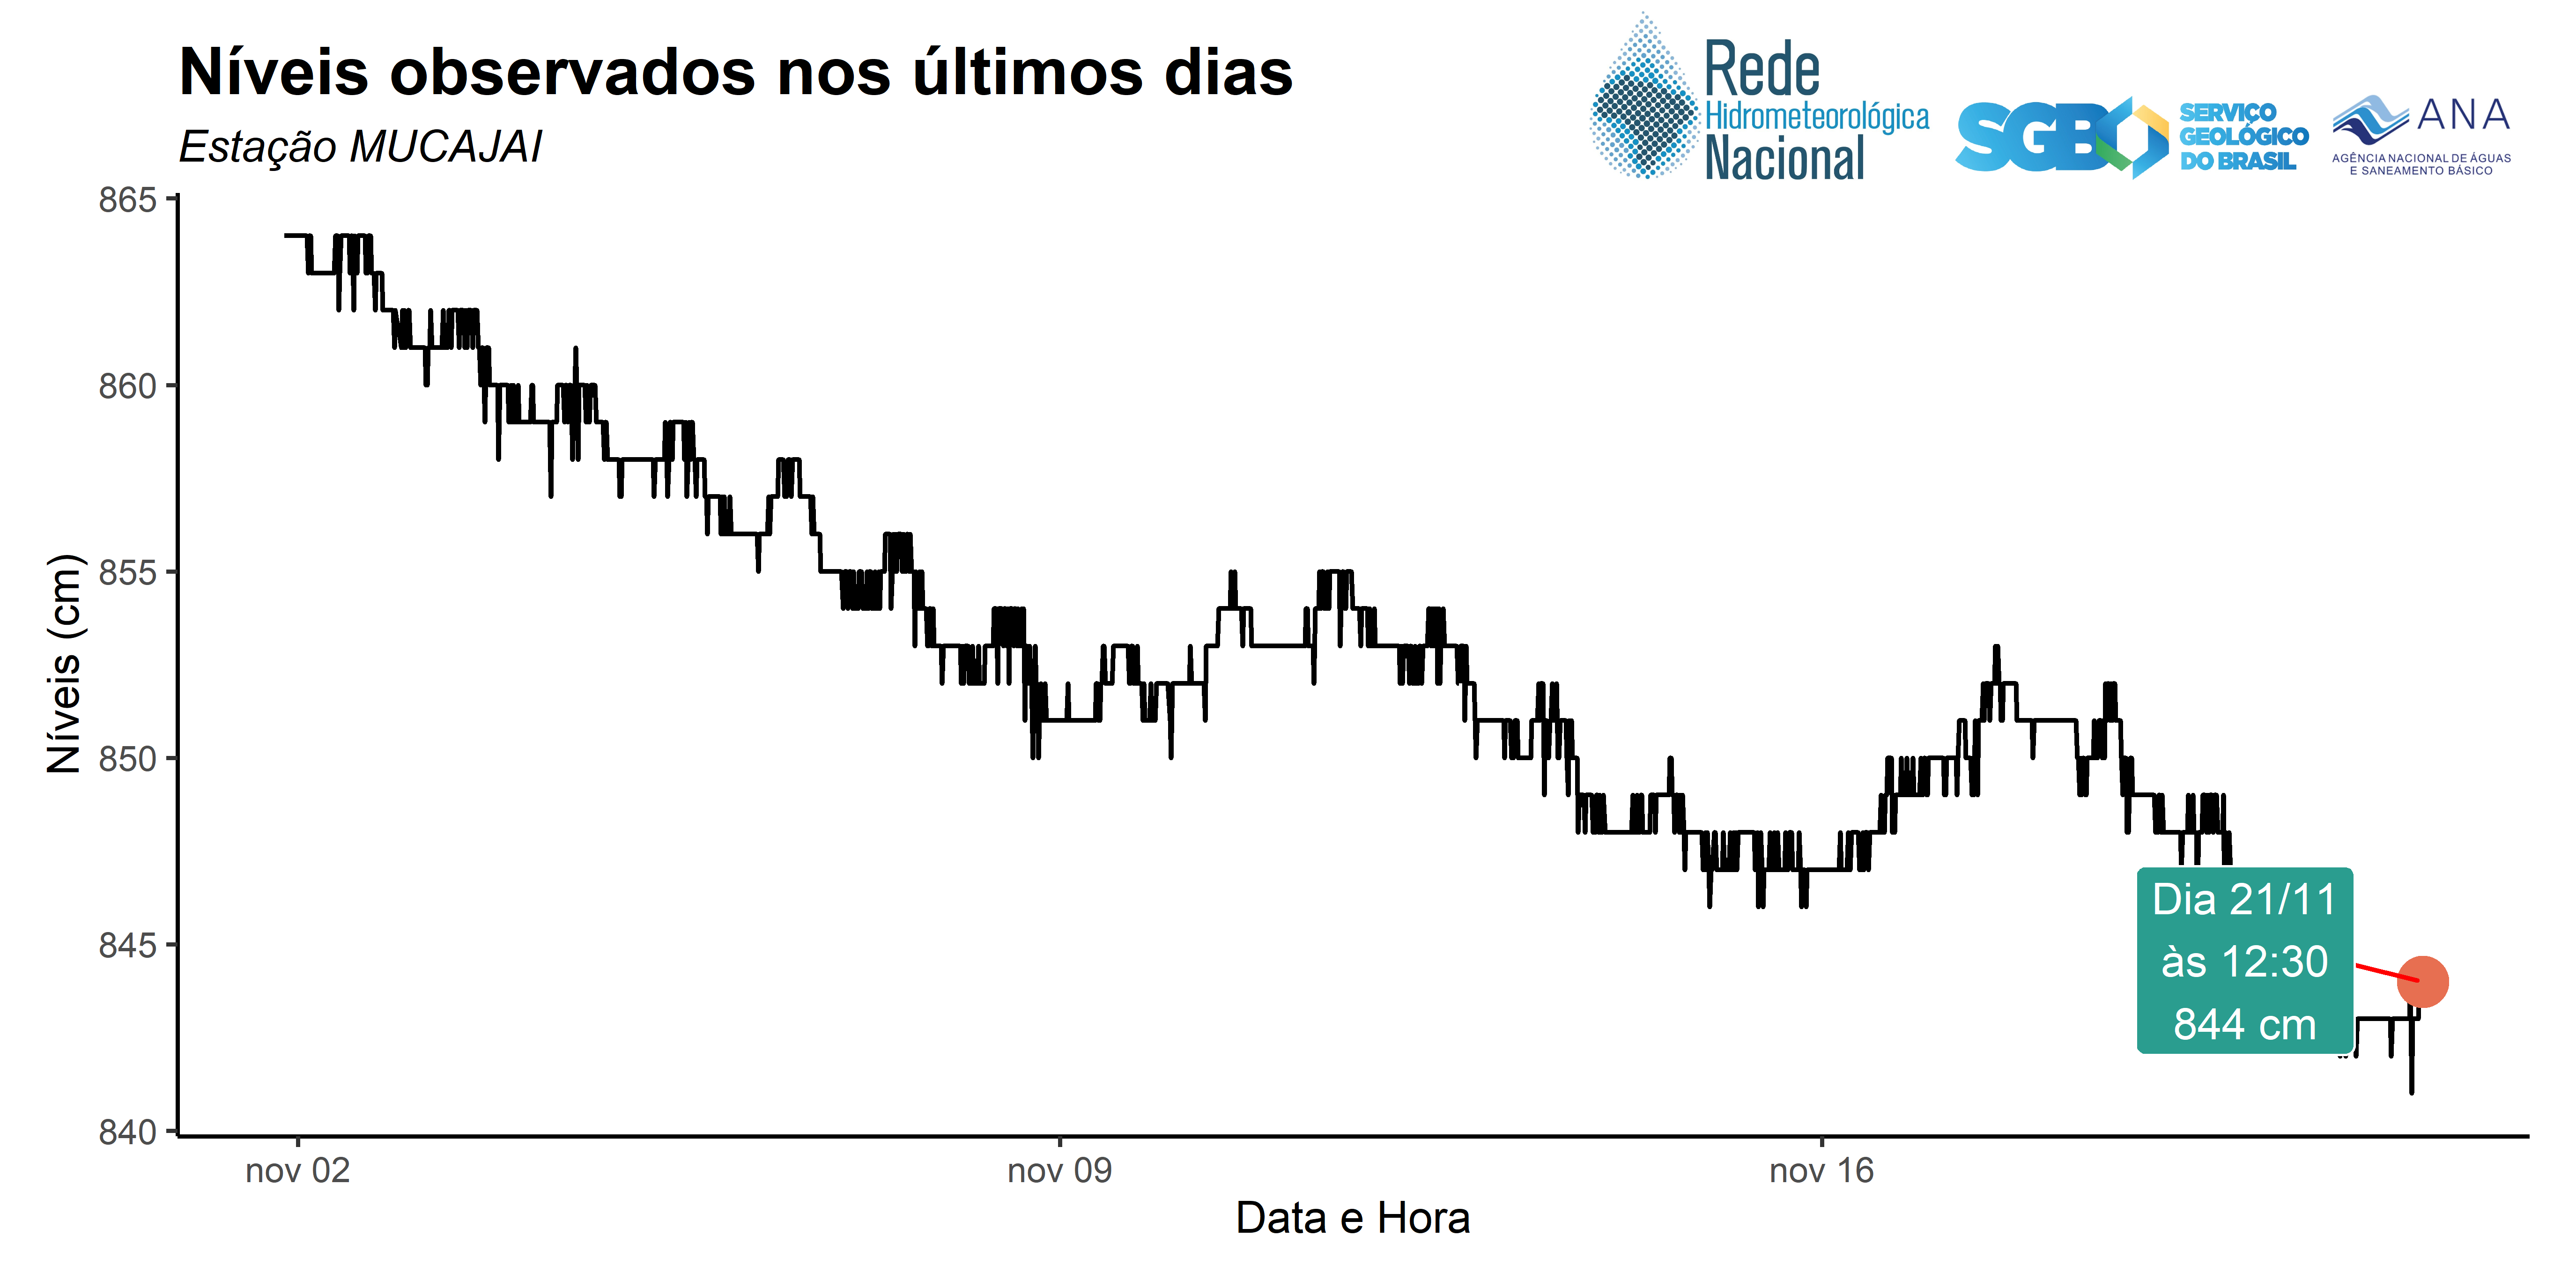 Níveis observados nos últimos dias
Estação MUCAJAI
Rede
Hidrometeorológica
Nacional
SGB
SERVIÇO
GEOLÓGICO
DO BRASIL
ANA
AGÊNCIA NACIONAL DE ÁGUAS
E SANEAMENTO BÁSICO
Níveis (cm)
865
860
855
850
845
840
Dia 21/11
às 12:30
844 cm
nov 02
nov 09
nov 16
Data e Hora